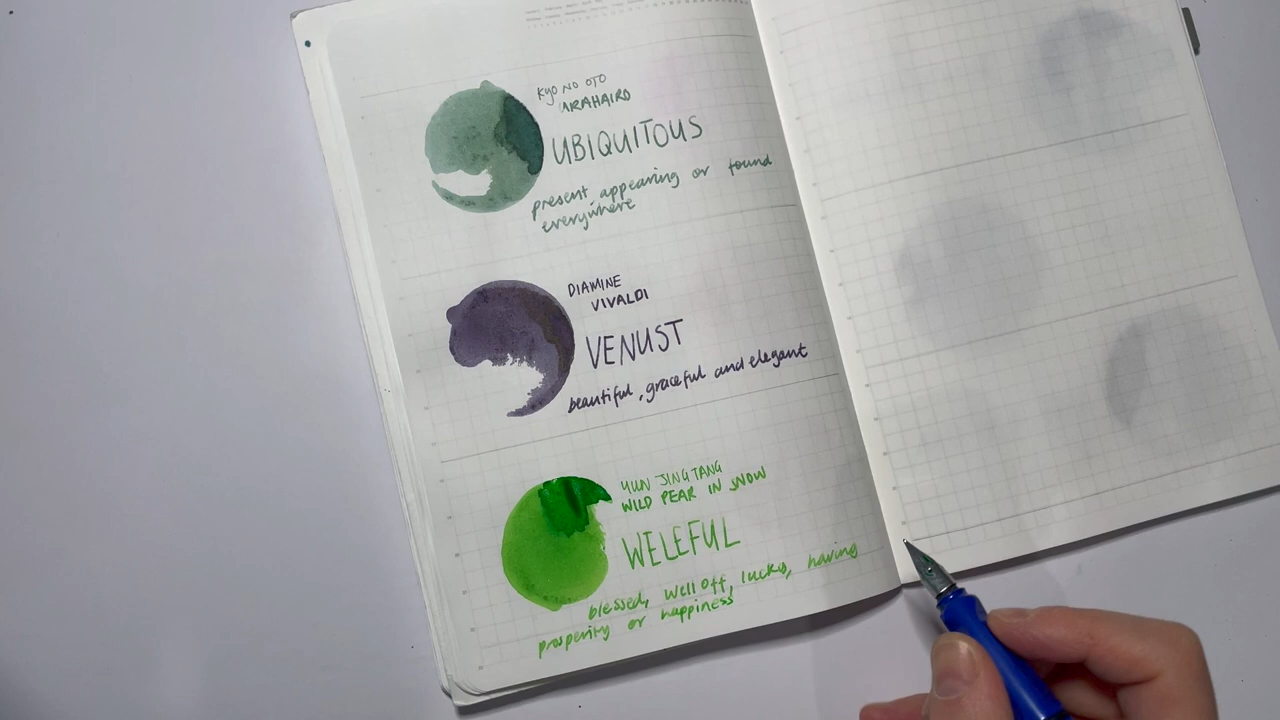 KYO NO OTO
URAHAIRO
UBIQUITOUS
present, appearing or found
everywhere
DIAMINE
VIVALDI
VENUST
beautiful, graceful and elegant
YUN JING TANG
WILD PEAR IN SNOW
WELEFUL
blessed, well off, lucky, having
prosperity or happiness